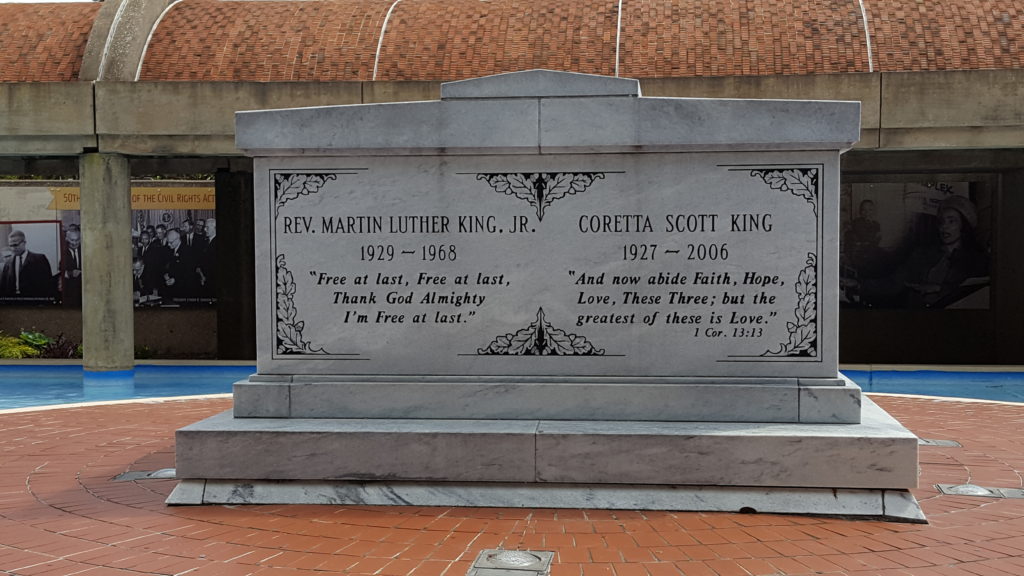 50TH
OF THE CIVIL RIGHTS ACT
REV. MARTIN LUTHER KING, JR.
1929 — 1968
"Free at last, Free at last,
Thank God Almighty
I'm Free at last."
CORETTA SCOTT KING
1927 — 2006
"And now abide Faith, Hope,
Love, These Three; but the
greatest of these is Love."
1 Cor. 13:13